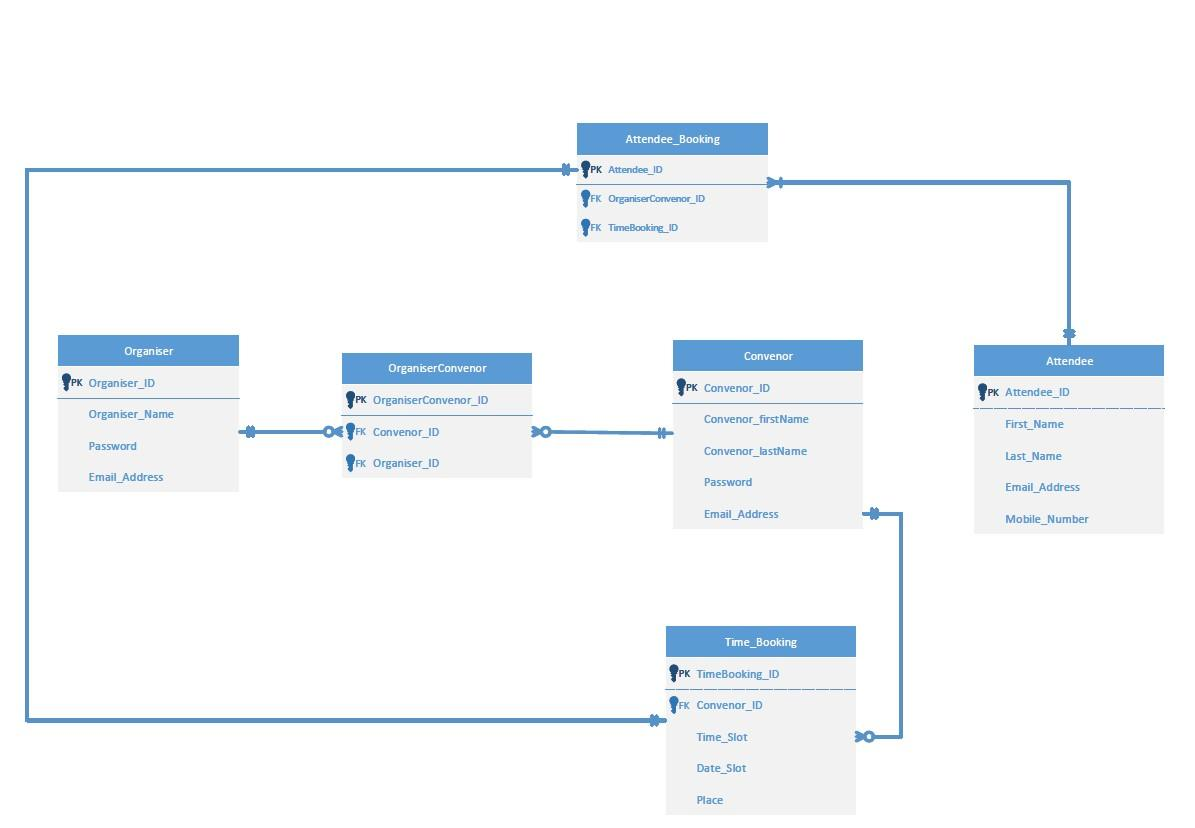 Attendee_Booking
PK Attendee_ID
FK OrganiserConvenor_ID
FK TimeBooking_ID
Organiser
PK Organiser_ID
Organiser_Name
Password
Email_Address
OrganiserConvenor
PK OrganiserConvenor_ID
FK Convenor_ID
FK Organiser_ID
Convenor
PK Convenor_ID
Convenor_firstName
Convenor_lastName
Password
Email_Address
Attendee
PK Attendee_ID
First_Name
Last_Name
Email_Address
Mobile_Number
Time_Booking
PK TimeBooking_ID
FK Convenor_ID
Time_Slot
Date_Slot
Place